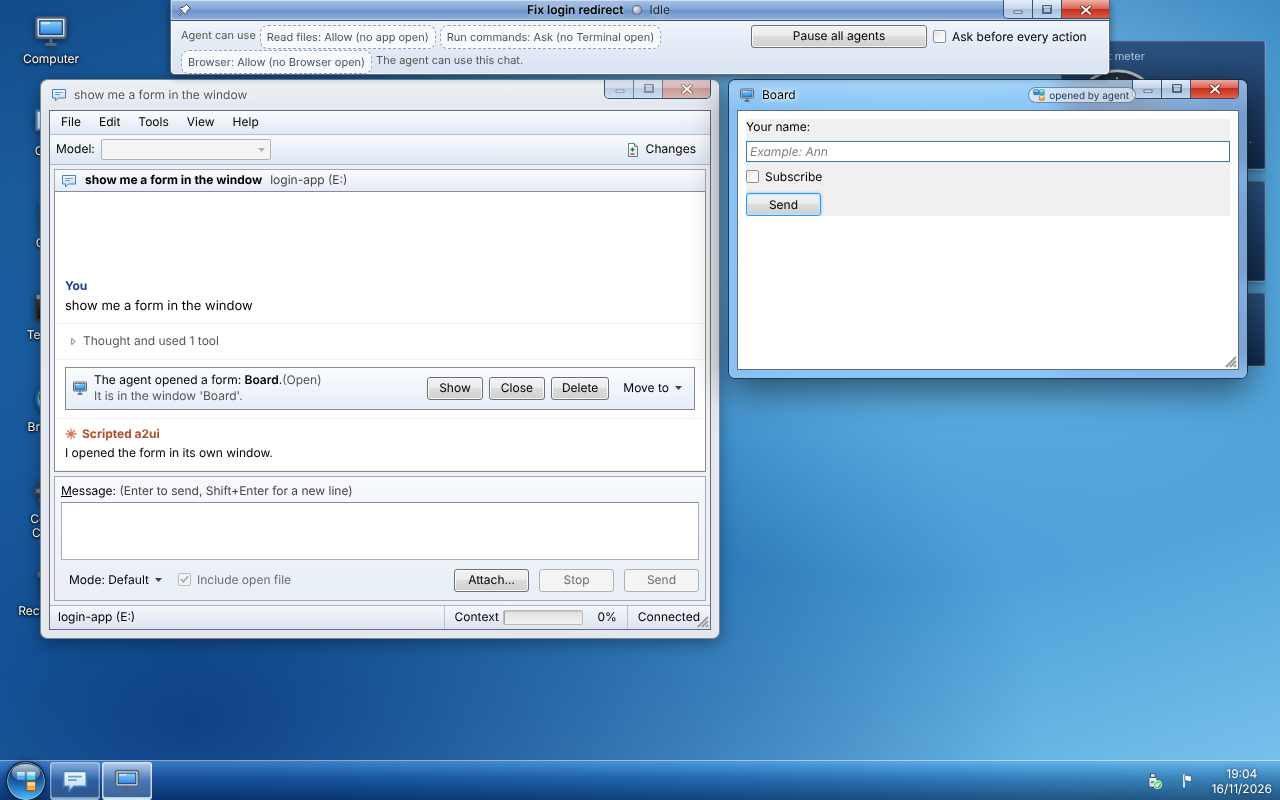 Fix login redirect Idle
Computer
Agent can use Read files: Allow (no app open) Run commands: Ask (no Terminal open)
Browser: Allow (no Browser open) The agent can use this chat.
Pause all agents Ask before every action
meter
show me a form in the window
File Edit Tools View Help
Model: Changes
show me a form in the window login-app (E:)
You
show me a form in the window
Thought and used 1 tool
The agent opened a form: Board.(Open)
It is in the window 'Board'.
Show Close Delete Move to
Scripted a2ui
I opened the form in its own window.
Message: (Enter to send, Shift+Enter for a new line)
Mode: Default Include open file Attach... Stop Send
login-app (E:) Context 0% Connected
Board opened by agent
Your name:
Example: Ann
Subscribe
Send
19:04
16/11/2026